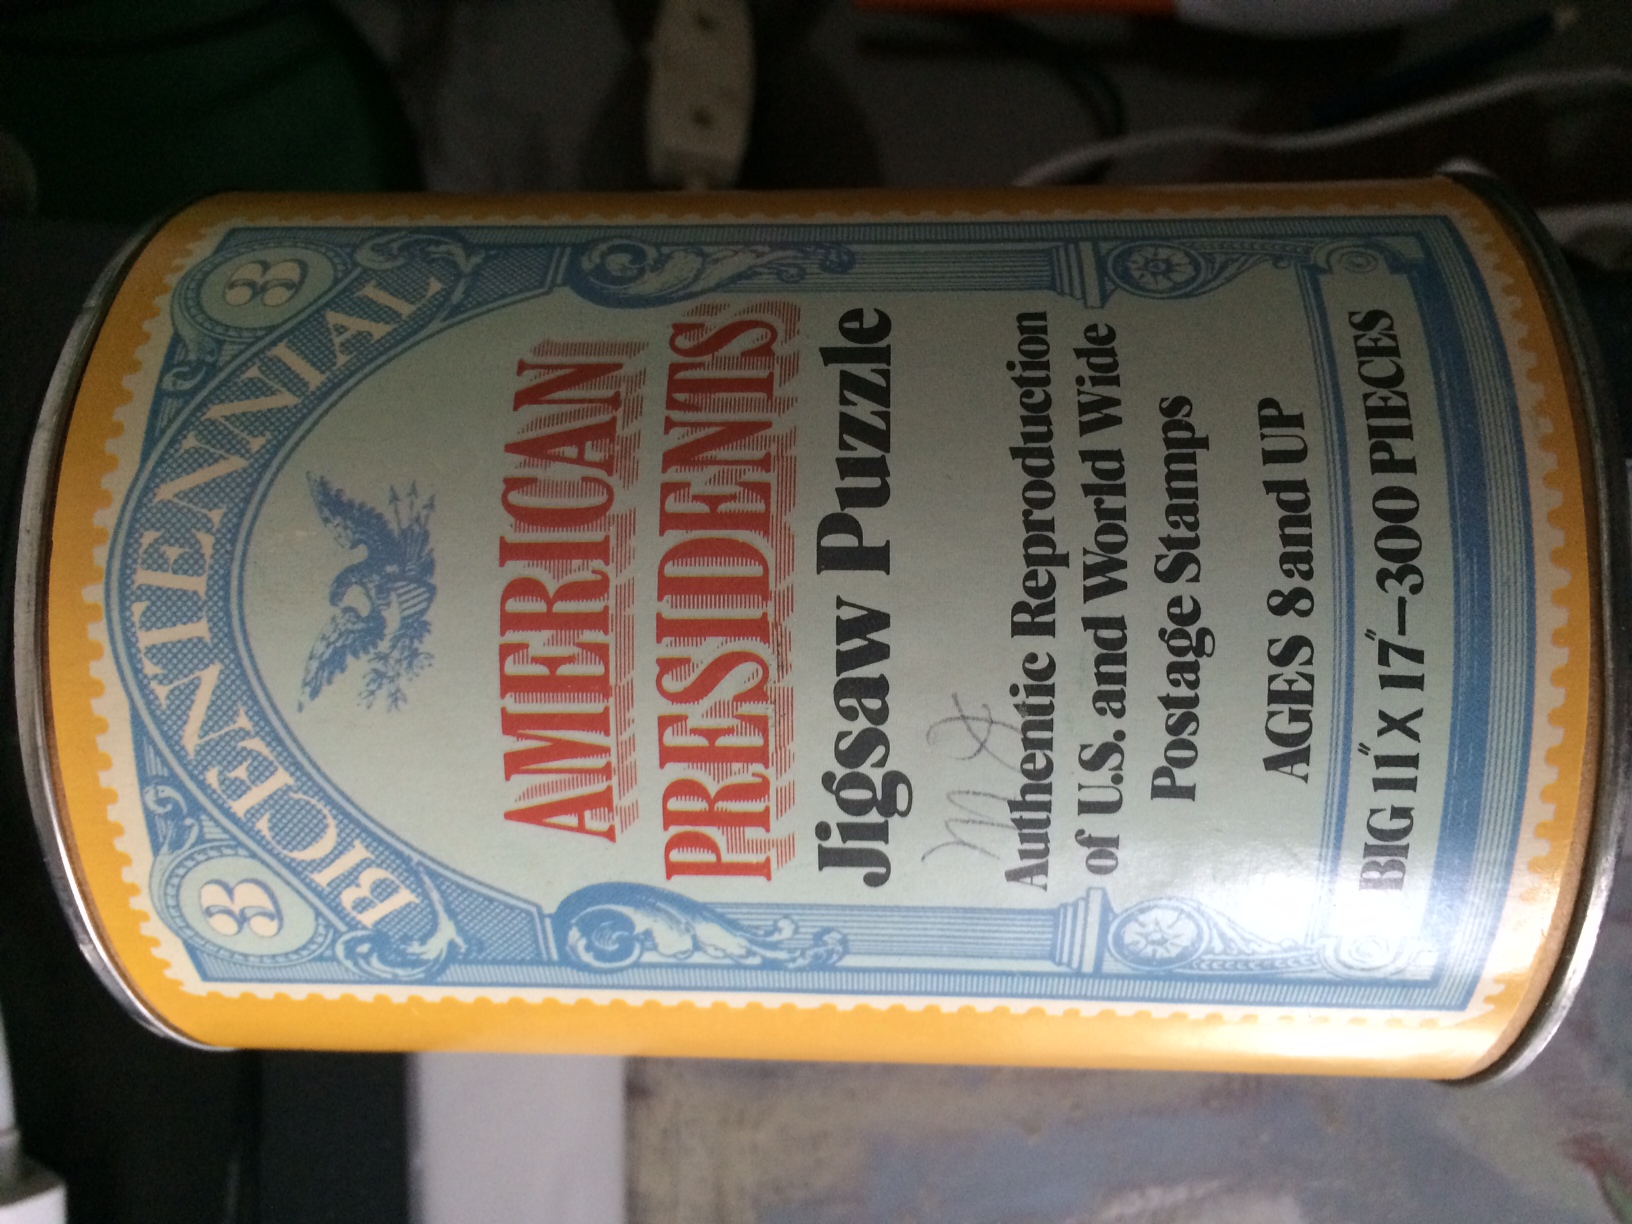 3 3
BICENTENNIAL
AMERICAN
PRESIDENTS
Jigsaw Puzzle
Authentic Reproduction
of U.S. and World Wide
Postage Stamps
AGES 8 and UP
BIG 11" X 17"–300 PIECES